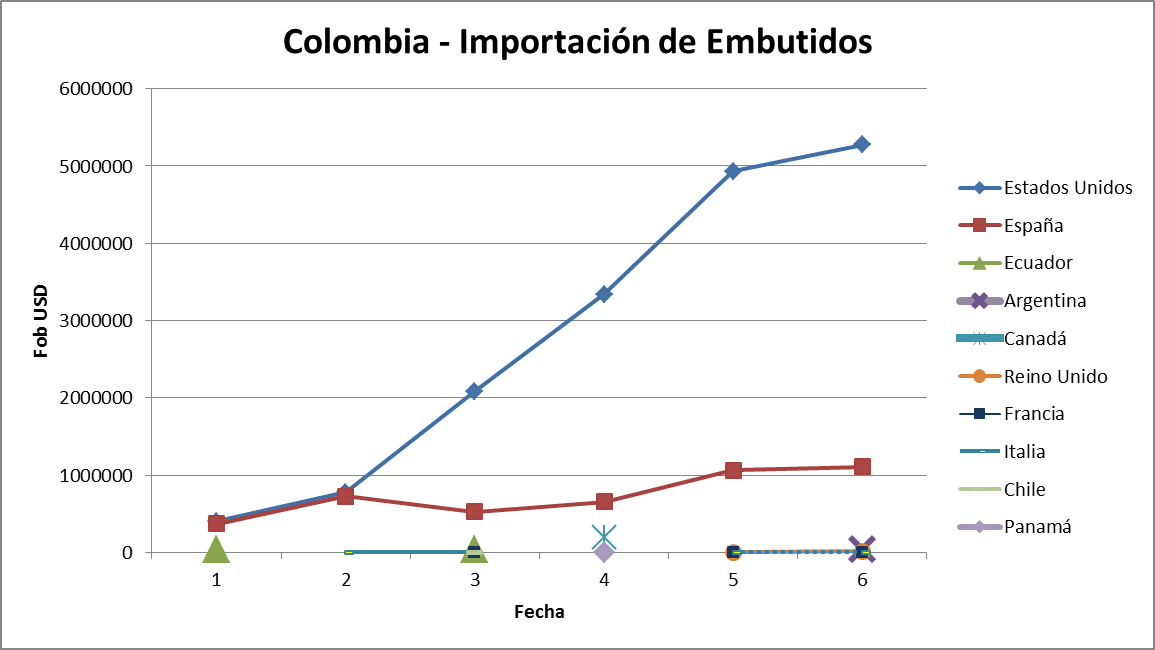 Colombia - Importación de Embutidos
6000000
5000000
4000000
3000000
2000000
1000000
0
Fob USD
1 2 3 4 5 6
Fecha
Estados Unidos
España
Ecuador
Argentina
Canadá
Reino Unido
Francia
Italia
Chile
Panamá